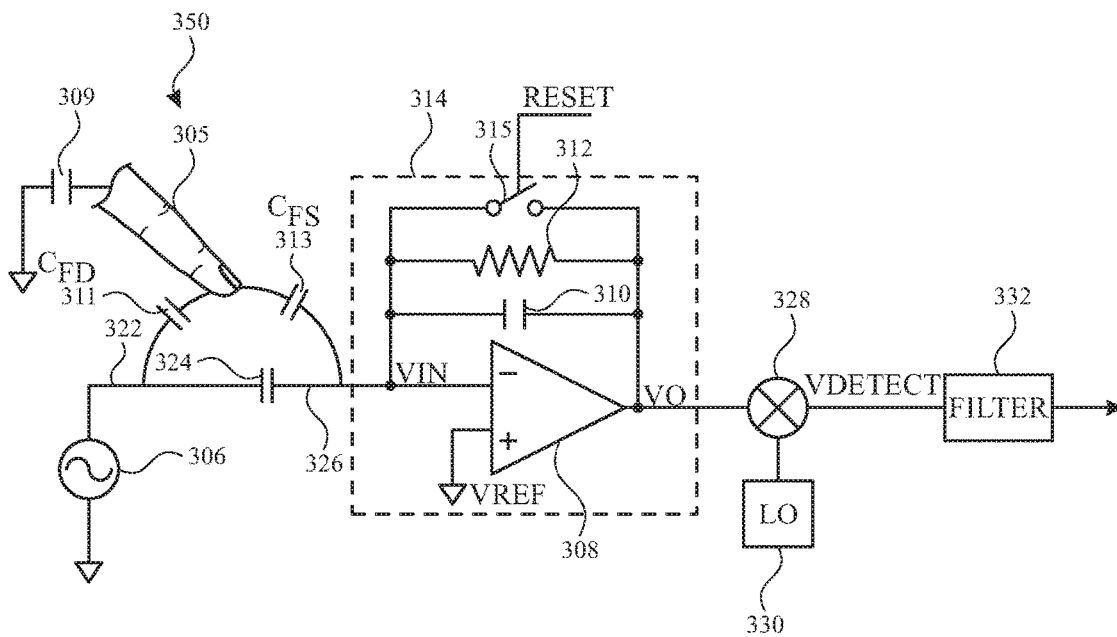 350
309
305
314
RESET
315
312
CFS
313
CFD
311
310
328
332
322
324
VIN
−
VO
VDETECT
FILTER
306
326
+
VREF
308
LO
330